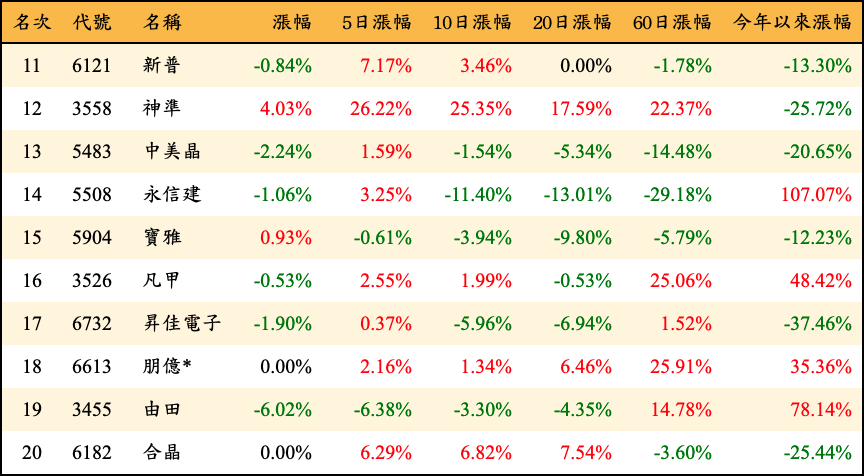 名次 代號 名稱 漲幅 5日漲幅 10日漲幅 20日漲幅 60日漲幅 今年以來漲幅
11 6121 新普 -0.84% 7.17% 3.46% 0.00% -1.78% -13.30%
12 3558 神準 4.03% 26.22% 25.35% 17.59% 22.37% -25.72%
13 5483 中美晶 -2.24% 1.59% -1.54% -5.34% -14.48% -20.65%
14 5508 永信建 -1.06% 3.25% -11.40% -13.01% -29.18% 107.07%
15 5904 寶雅 0.93% -0.61% -3.94% -9.80% -5.79% -12.23%
16 3526 凡甲 -0.53% 2.55% 1.99% -0.53% 25.06% 48.42%
17 6732 昇佳電子 -1.90% 0.37% -5.96% -6.94% 1.52% -37.46%
18 6613 朋億* 0.00% 2.16% 1.34% 6.46% 25.91% 35.36%
19 3455 由田 -6.02% -6.38% -3.30% -4.35% 14.78% 78.14%
20 6182 合晶 0.00% 6.29% 6.82% 7.54% -3.60% -25.44%